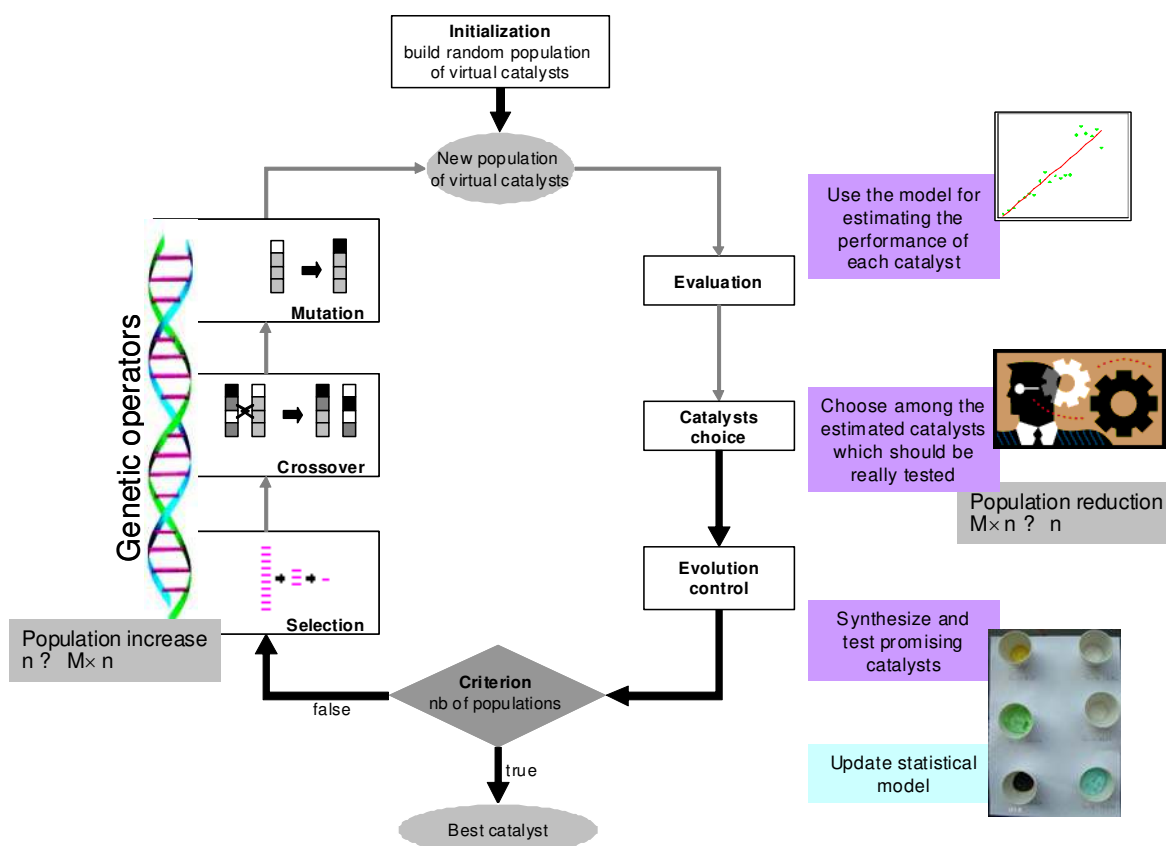 Initialization
build random population
of virtual catalysts
New population
of virtual catalysts
Use the model for
estimating the
performance of
each catalyst
Evaluation
Mutation
Genetic operators
Crossover
Catalysts
choice
Choose among the
estimated catalysts
which should be
really tested
Population reduction
M× n ? n
Evolution
control
Selection
Population increase
n ? M× n
Synthesize and
test promising
catalysts
Criterion
nb of populations
false
true
Update statistical
model
Best catalyst